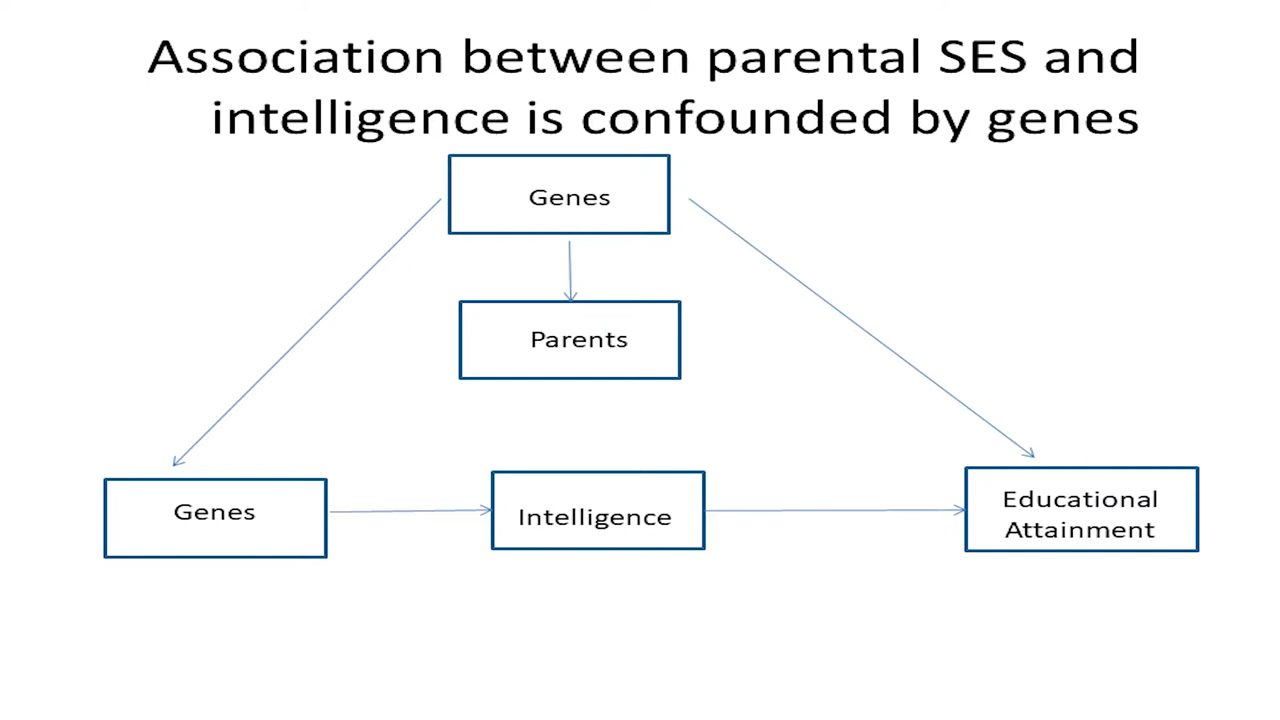 Association between parental SES and
intelligence is confounded by genes
Genes
Parents
Genes
Intelligence
Educational
Attainment